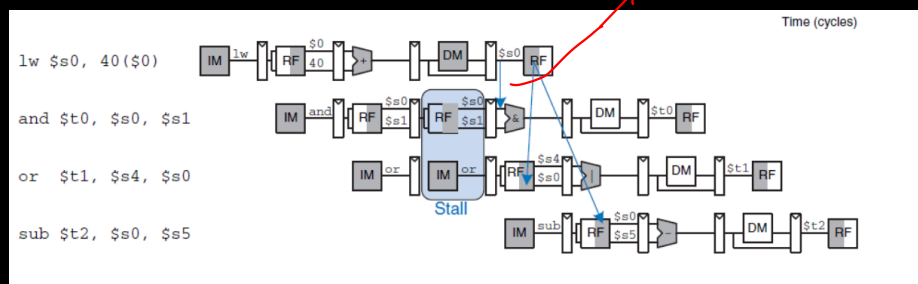 Time (cycles)
lw $s0, 40($0) IM lw RF $0 40 + DM $s0 RF
and $t0, $s0, $s1 IM and RF $s0 $s1 RF $s0 $s1 & DM $t0 RF
or $t1, $s4, $s0 IM or IM or RF $s4 $s0 | DM $t1 RF
Stall
sub $t2, $s0, $s5 IM sub RF $s0 $s5 - DM $t2 RF